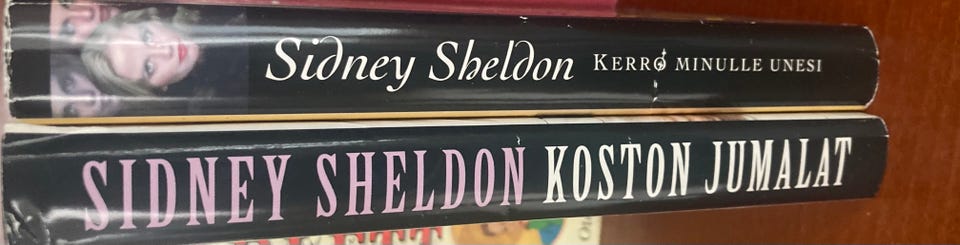 Sidney Sheldon KERRO MINULLE UNESI
SIDNEY SHELDON KOSTON JUMALAT